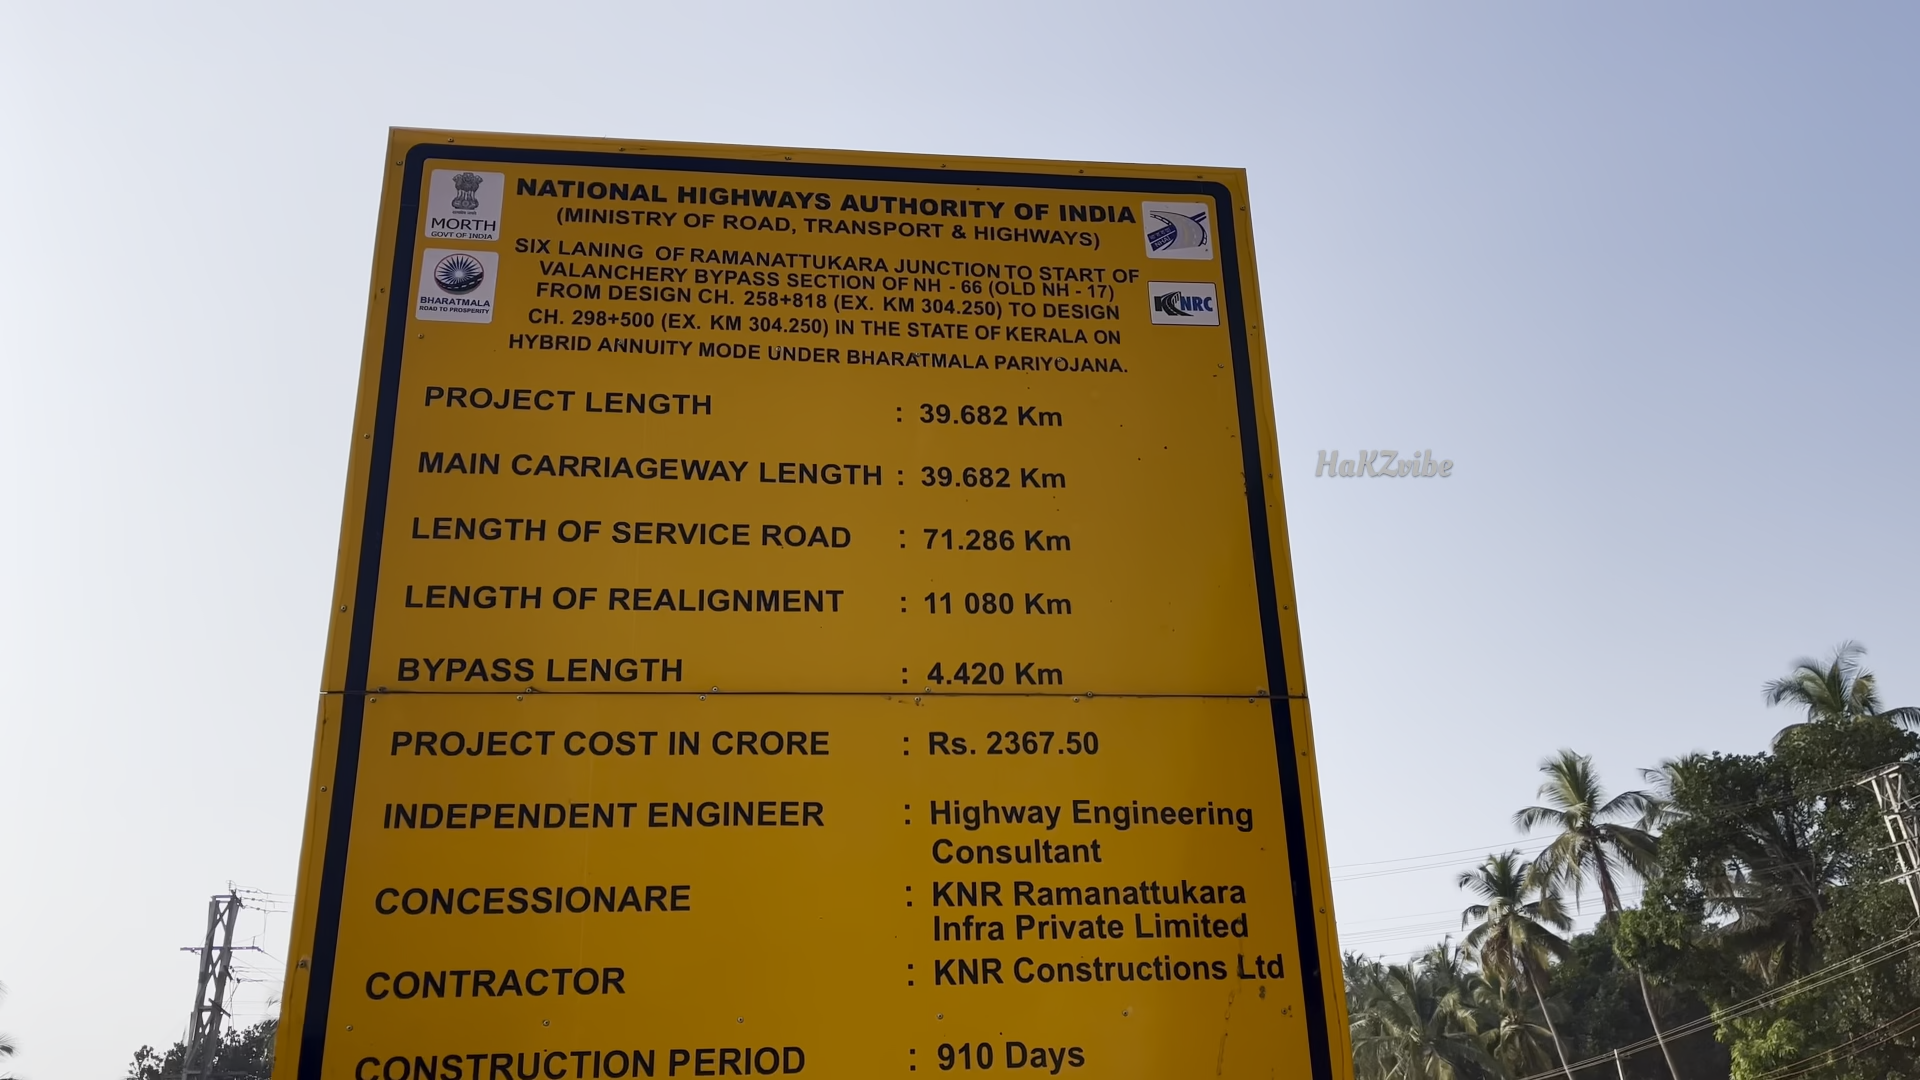 MORTH
GOVT OF INDIA
BHARATMALA
ROAD TO PROSPERITY
NATIONAL HIGHWAYS AUTHORITY OF INDIA
(MINISTRY OF ROAD, TRANSPORT & HIGHWAYS)
SIX LANING OF RAMANATTUKARA JUNCTION TO START OF
VALANCHERY BYPASS SECTION OF NH - 66 (OLD NH - 17)
FROM DESIGN CH. 258+818 (EX. KM 304.250) TO DESIGN
CH. 298+500 (EX. KM 304.250) IN THE STATE OF KERALA ON
HYBRID ANNUITY MODE UNDER BHARATMALA PARIYOJANA.
NHAI
KNRC
PROJECT LENGTH : 39.682 Km
MAIN CARRIAGEWAY LENGTH : 39.682 Km
LENGTH OF SERVICE ROAD : 71.286 Km
LENGTH OF REALIGNMENT : 11 080 Km
BYPASS LENGTH : 4.420 Km
PROJECT COST IN CRORE : Rs. 2367.50
INDEPENDENT ENGINEER : Highway Engineering
Consultant
CONCESSIONARE : KNR Ramanattukara
Infra Private Limited
CONTRACTOR : KNR Constructions Ltd
CONSTRUCTION PERIOD : 910 Days
HaKZvibe